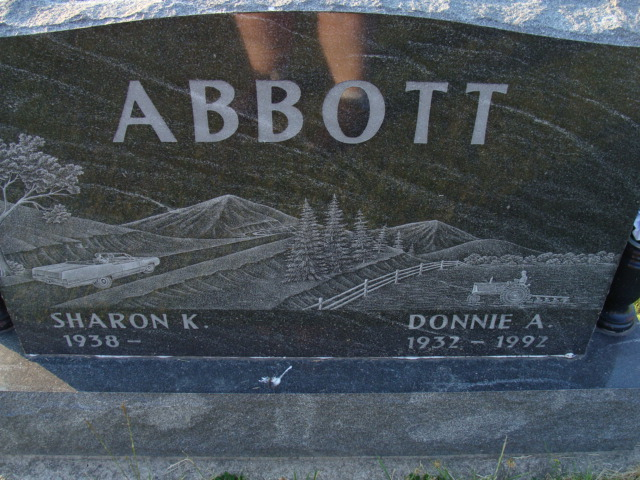 ABBOTT
SHARON K.
1938 -
DONNIE A.
1932 - 1992